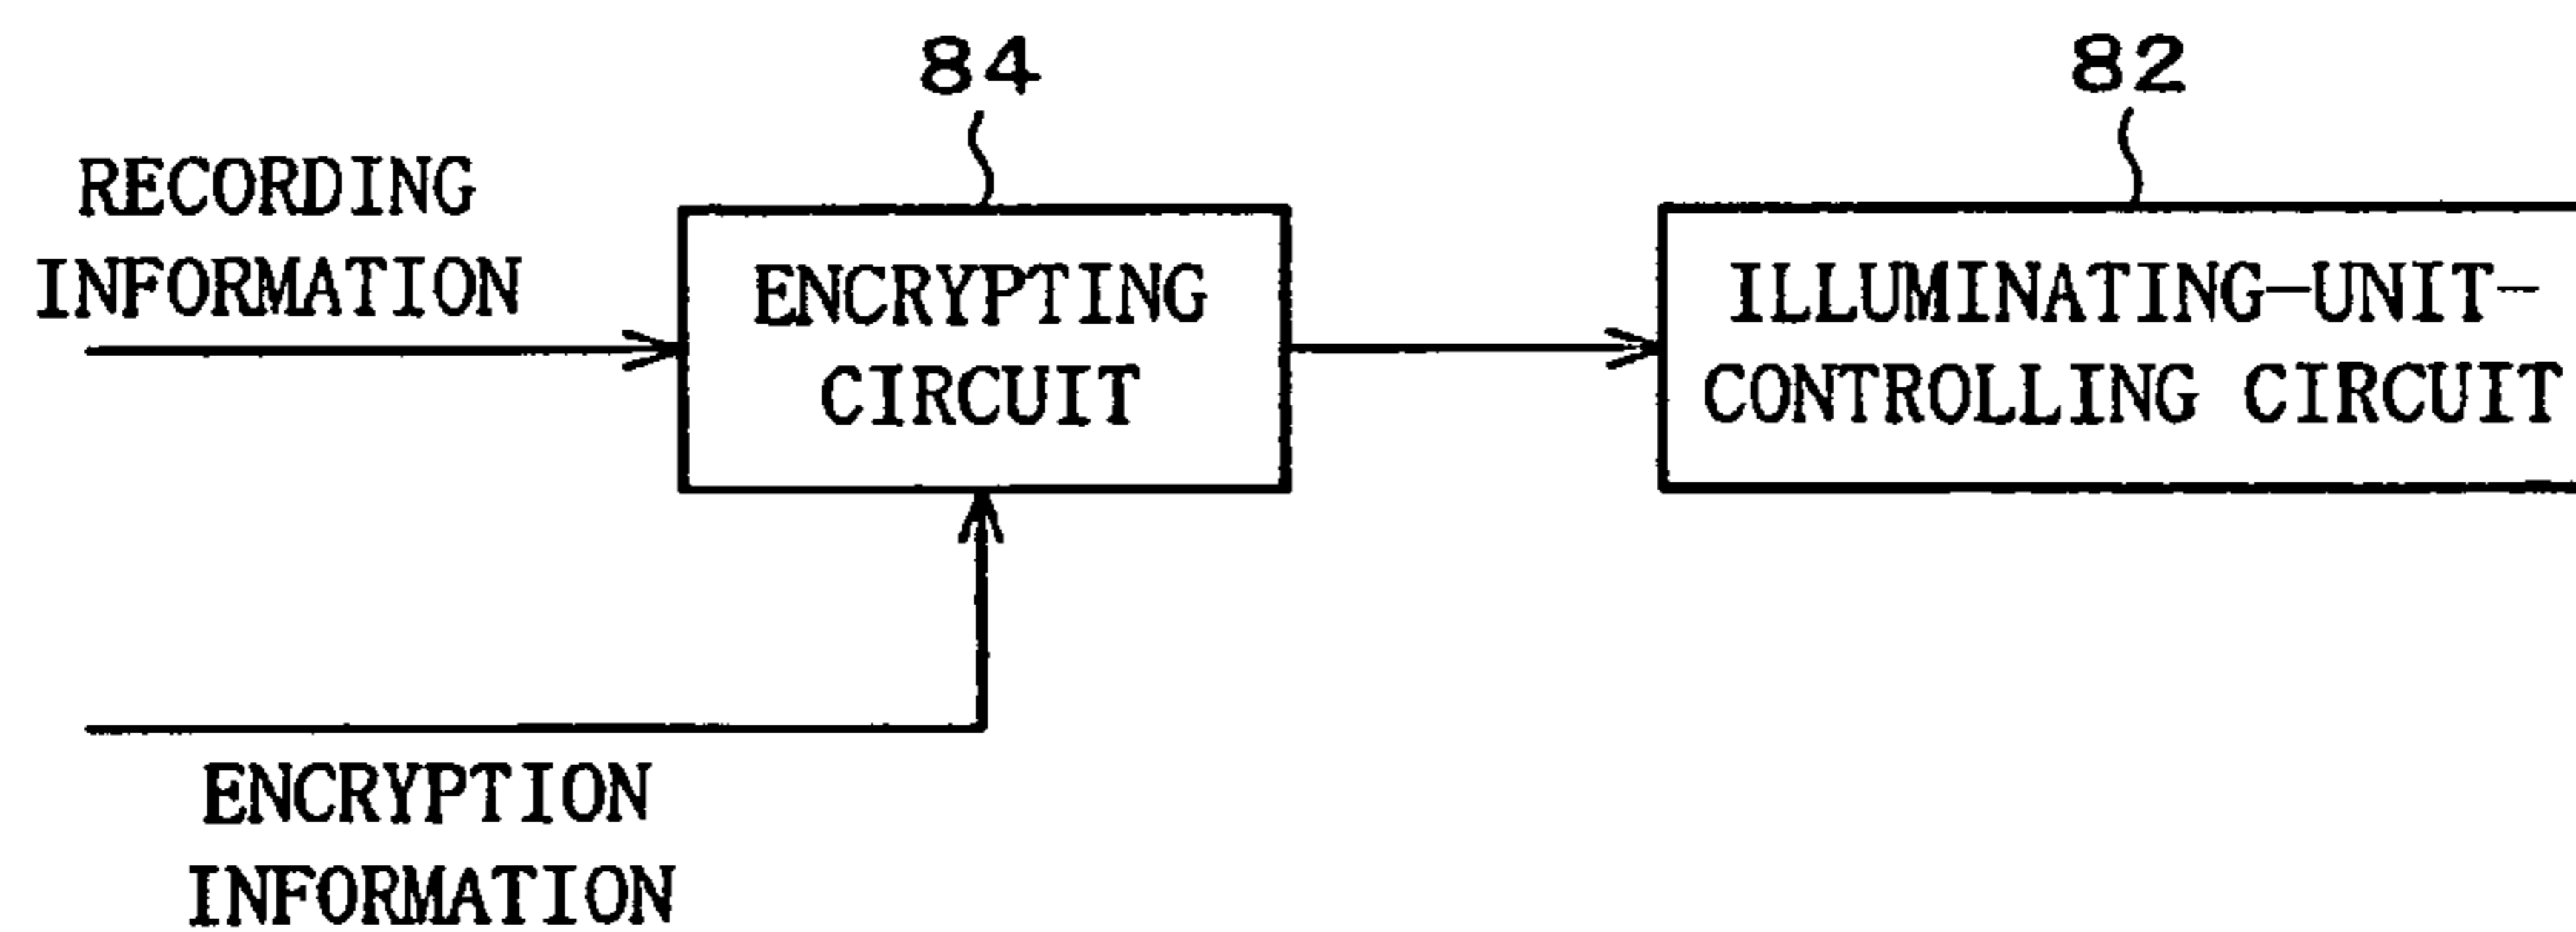 84
82
RECORDING
INFORMATION
ENCRYPTING
CIRCUIT
ILLUMINATING-UNIT-
CONTROLLING CIRCUIT
ENCRYPTION
INFORMATION